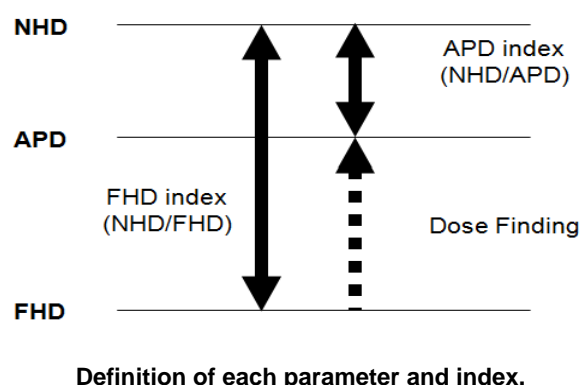 NHD
APD index
(NHD/APD)
APD
FHD index
(NHD/FHD)
Dose Finding
FHD
Definition of each parameter and index.